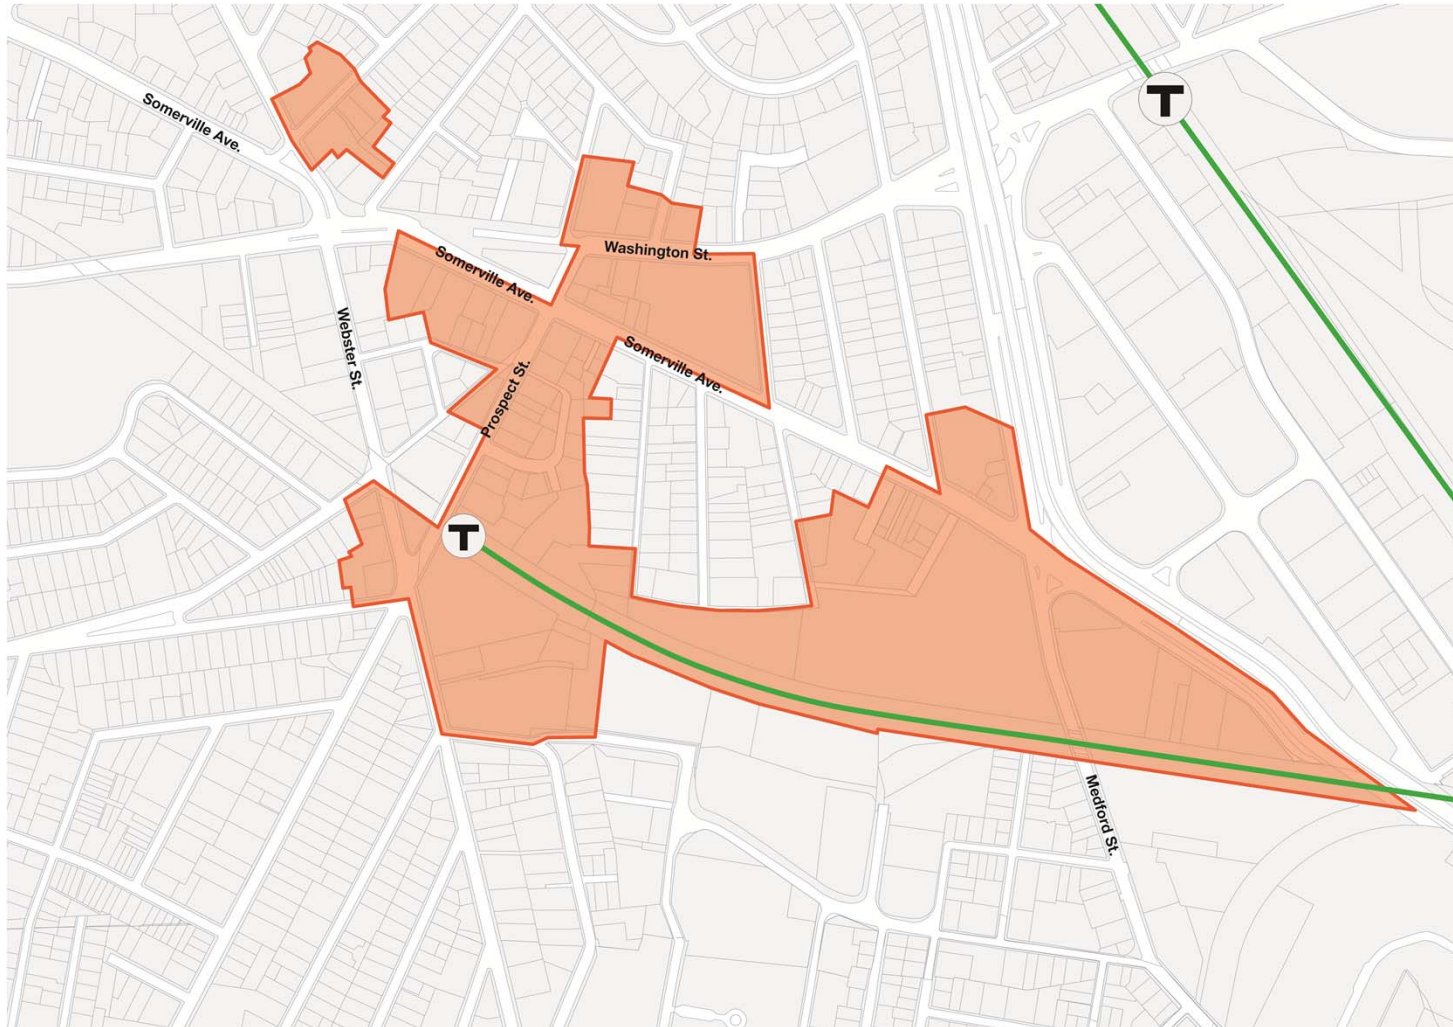 T
Somerville Ave.
Washington St.
Somerville Ave.
Webster St.
Somerville Ave.
Prospect St.
T
Medford St.